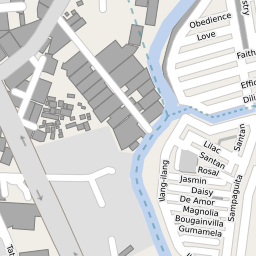 Obedience
Love
Faith
Lilac
Santan
Santan
Rosal
Jasmin
Ilang-ilang
Daisy
De Amor
Magnolia
Bougainvilla
Gumamela
Sampaguita